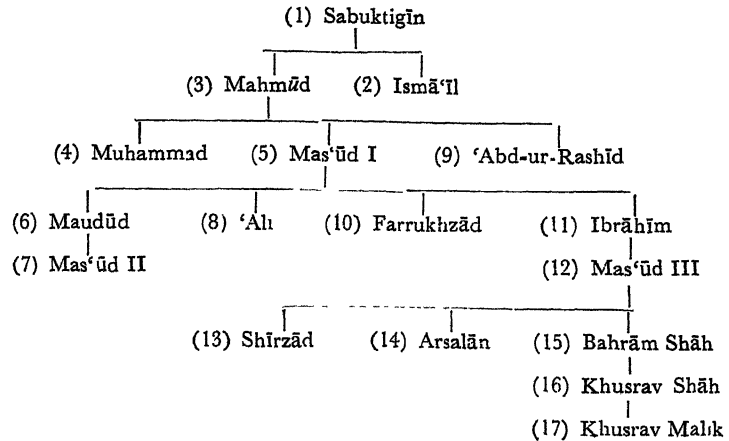 (1) Sabuktigīn
(3) Mahmūd (2) Ismā‘īl
(4) Muhammad (5) Mas‘ūd I (9) ‘Abd-ur-Rashīd
(6) Maudūd (8) ‘Alı (10) Farrukhzād (11) Ibrāhīm
(7) Mas‘ūd II (12) Mas‘ūd III
(13) Shīrzād (14) Arsalān (15) Bahrām Shāh
(16) Khusrav Shāh
(17) Khusrav Malık